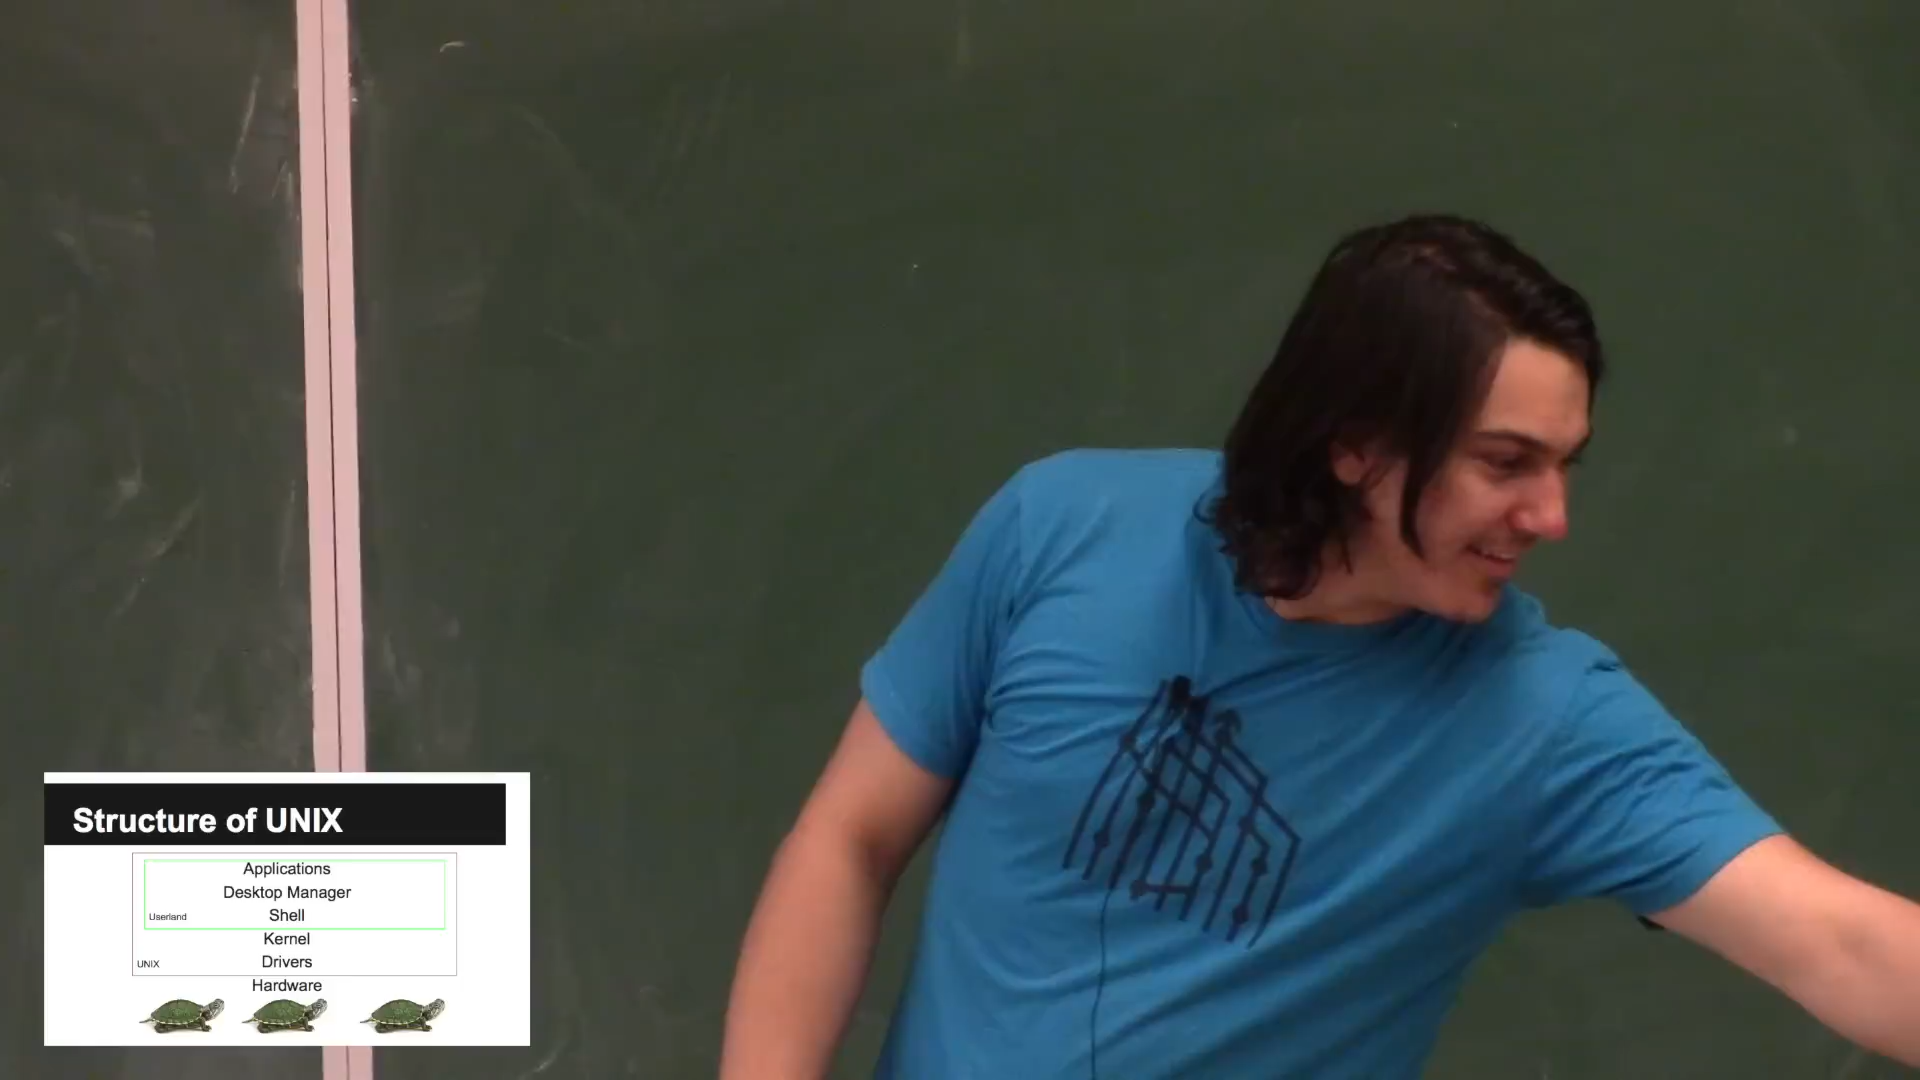 Structure of UNIX
Applications
Desktop Manager
Userland Shell
Kernel
UNIX Drivers
Hardware